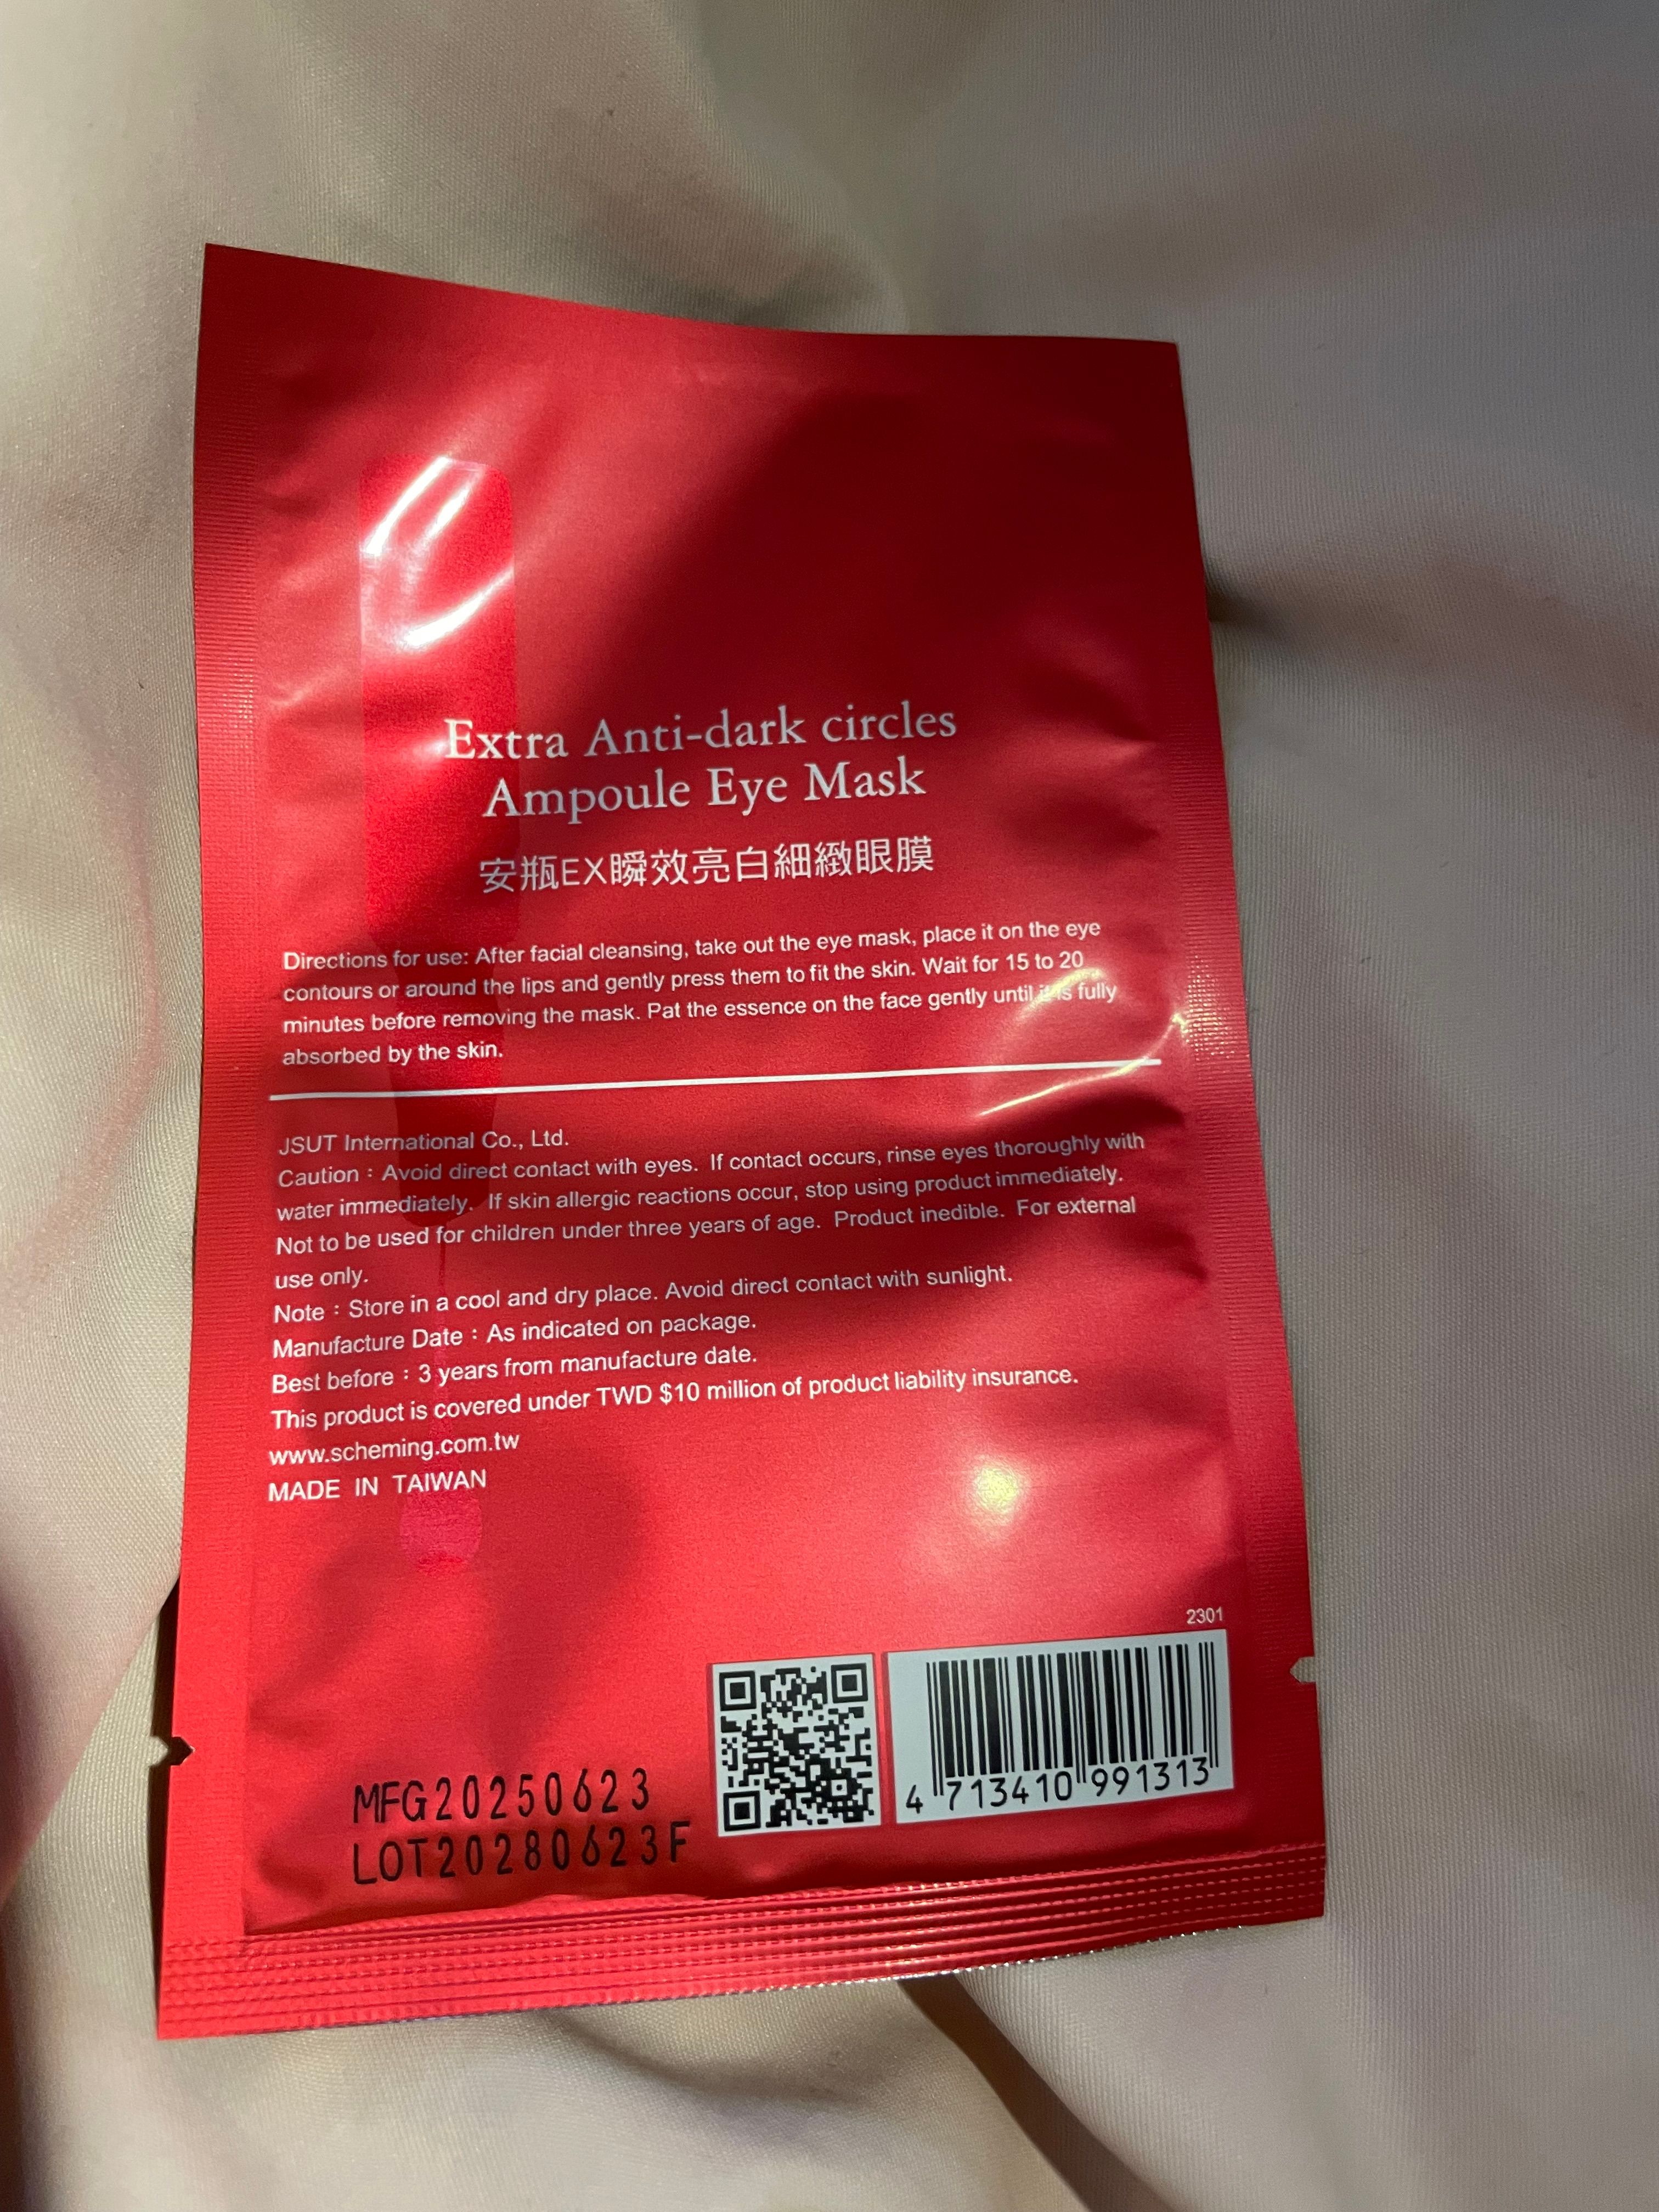 Extra Anti-dark circles
Ampoule Eye Mask
安瓶EX瞬效亮白細緻眼膜
Directions for use: After facial cleansing, take out the eye mask, place it on the eye
contours or around the lips and gently press them to fit the skin. Wait for 15 to 20
minutes before removing the mask. Pat the essence on the face gently until it is fully
absorbed by the skin.
JSUT International Co., Ltd.
Caution：Avoid direct contact with eyes. If contact occurs, rinse eyes thoroughly with
water immediately. If skin allergic reactions occur, stop using product immediately.
Not to be used for children under three years of age. Product inedible. For external
use only.
Note：Store in a cool and dry place. Avoid direct contact with sunlight.
Manufacture Date：As indicated on package.
Best before：3 years from manufacture date.
This product is covered under TWD $10 million of product liability insurance.
www.scheming.com.tw
MADE IN TAIWAN
2301
4 713410 991313
MFG20250623
LOT20280623F